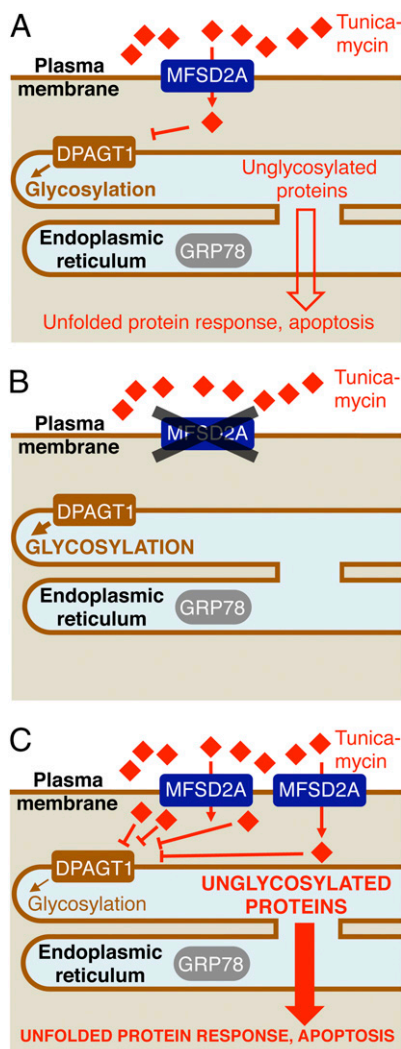 A
Tunica-
mycin
Plasma
membrane
MFSD2A
DPAGT1
Glycosylation
Unglycosylated
proteins
Endoplasmic
reticulum
GRP78
Unfolded protein response, apoptosis
B
Tunica-
mycin
Plasma
membrane
MFSD2A
DPAGT1
GLYCOSYLATION
Endoplasmic
reticulum
GRP78
C
Tunica-
mycin
Plasma
membrane
MFSD2A
MFSD2A
DPAGT1
Glycosylation
UNGLYCOSYLATED
PROTEINS
Endoplasmic
reticulum
GRP78
UNFOLDED PROTEIN RESPONSE, APOPTOSIS